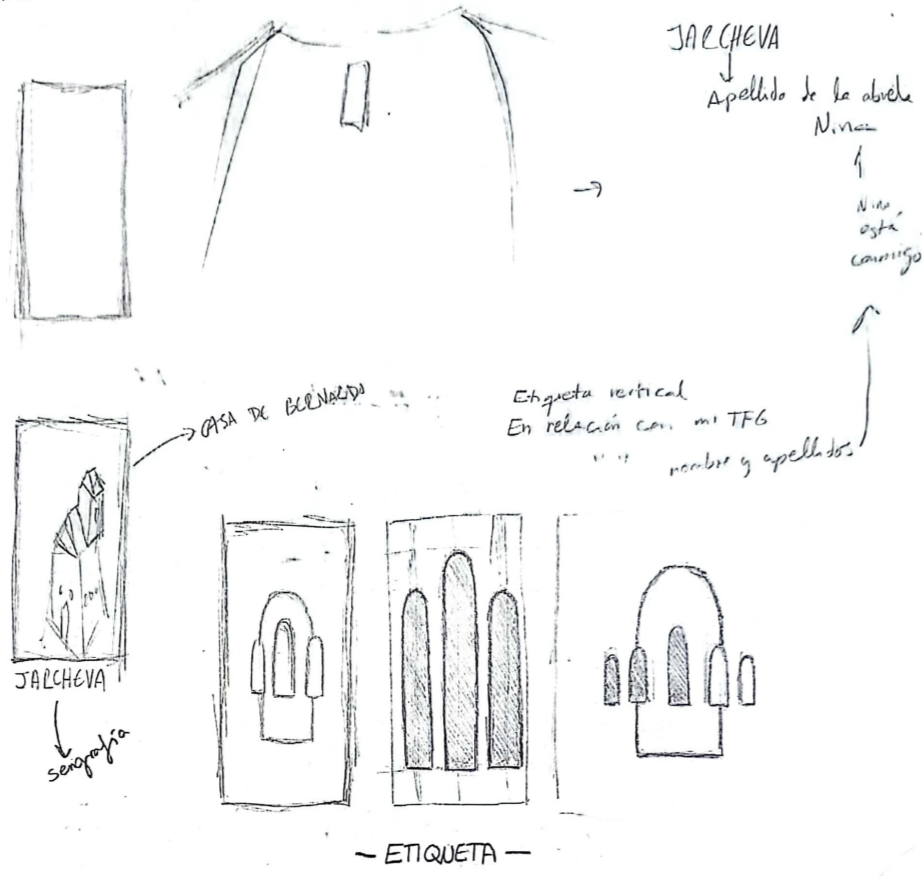 JARCHEVA
Apellido de la abuela
Nina
Nina
está
conmigo
CASA DE BERNARDO
Etiqueta vertical
En relación con mi TFG
" " nombre y apellidos
JARCHEVA
serigrafía
- ETIQUETA -